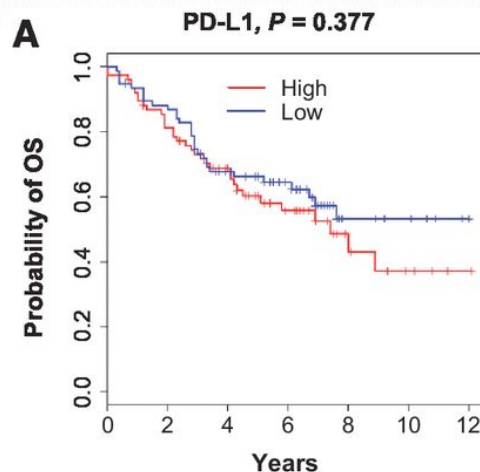 A
PD-L1, P = 0.377
High
Low
Probability of OS
1.0
0.8
0.6
0.4
0.2
0.0
0 2 4 6 8 10 12
Years